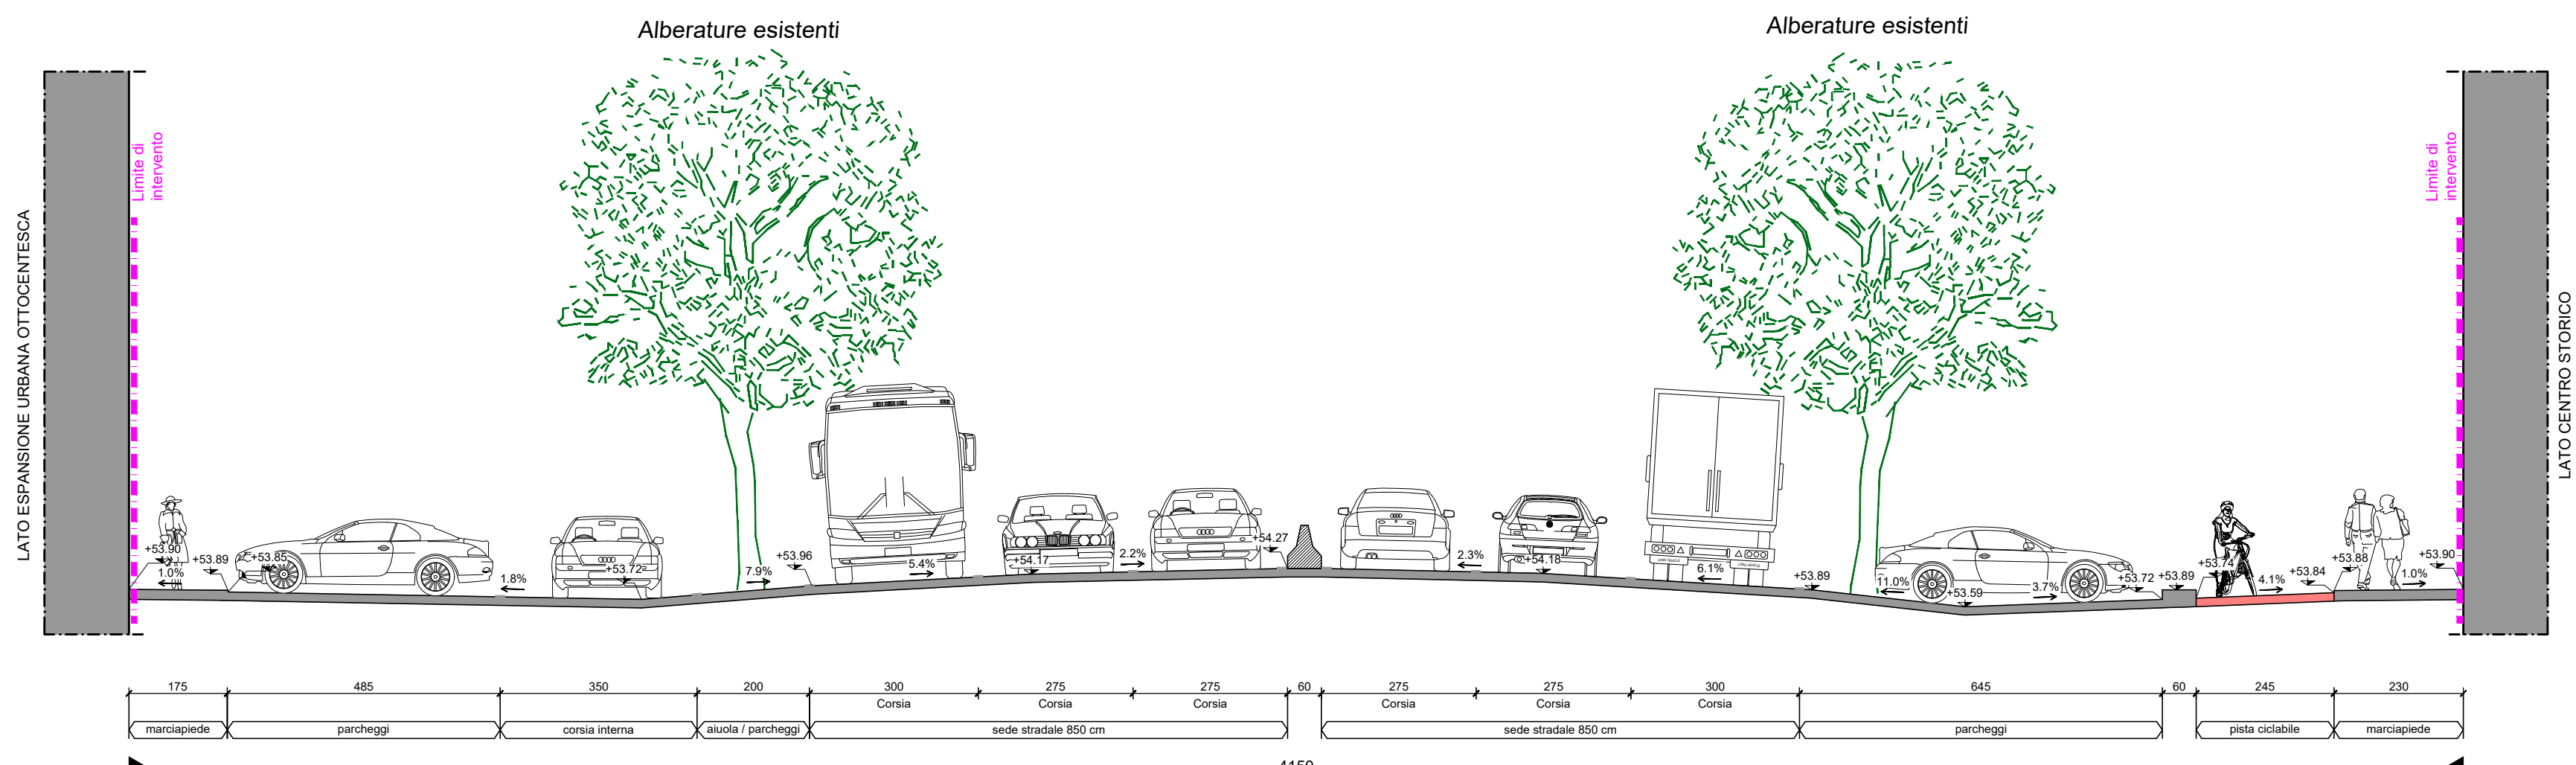 Alberature esistenti
Alberature esistenti
LATO ESPANSIONE URBANA OTTOCENTESCA
Limite di
intervento
Limite di
intervento
LATO CENTRO STORICO
+53.90
1.0%
+53.89
+53.85
1.8%
+53.72
7.9%
+53.96
5.4%
+54.17
2.2%
+54.27
2.3%
+54.18
6.1%
+53.89
11.0%
+53.59
3.7%
+53.72
+53.89
+53.74
4.1%
+53.84
+53.88
1.0%
+53.90
175 485 350 200 300 275 275 60 275 275 300 645 60 245 230
Corsia Corsia Corsia Corsia Corsia Corsia
marciapiede parcheggi corsia interna aiuola / parcheggi sede stradale 850 cm sede stradale 850 cm parcheggi pista ciclabile marciapiede
4150